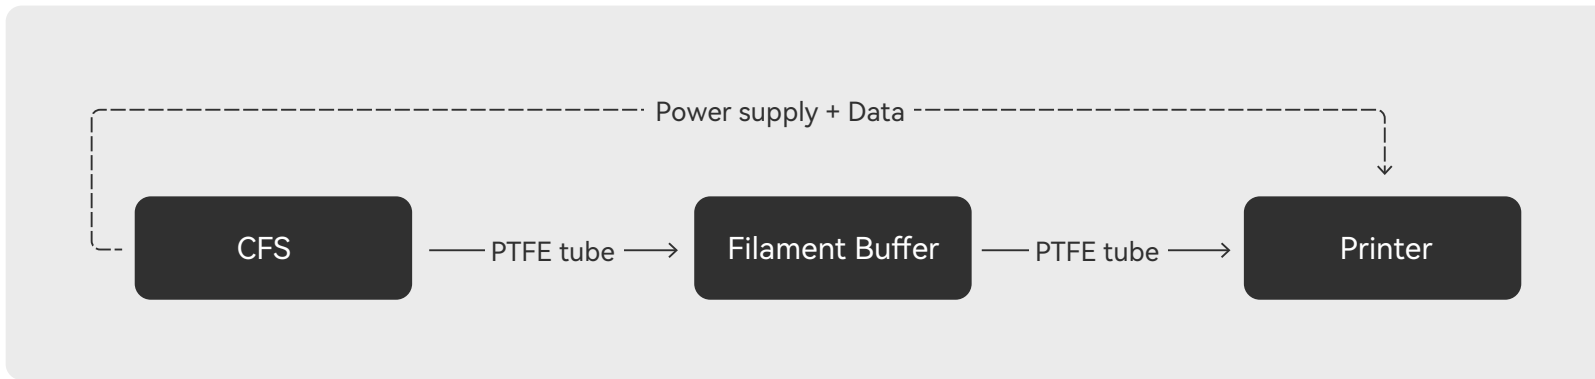 Power supply + Data
CFS
PTFE tube
Filament Buffer
PTFE tube
Printer